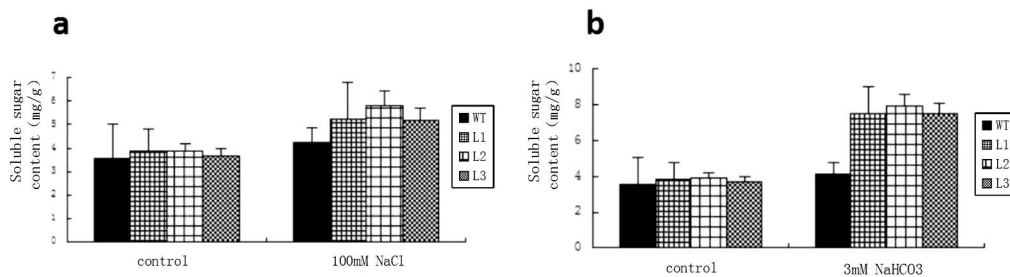 a
Soluble sugar
content (mg/g)
7
6
5
4
3
2
1
0
control
100mM NaCl
WT
L1
L2
L3
b
Soluble sugar
content (mg/g)
10
8
6
4
2
0
control
3mM NaHCO3
WT
L1
L2
L3